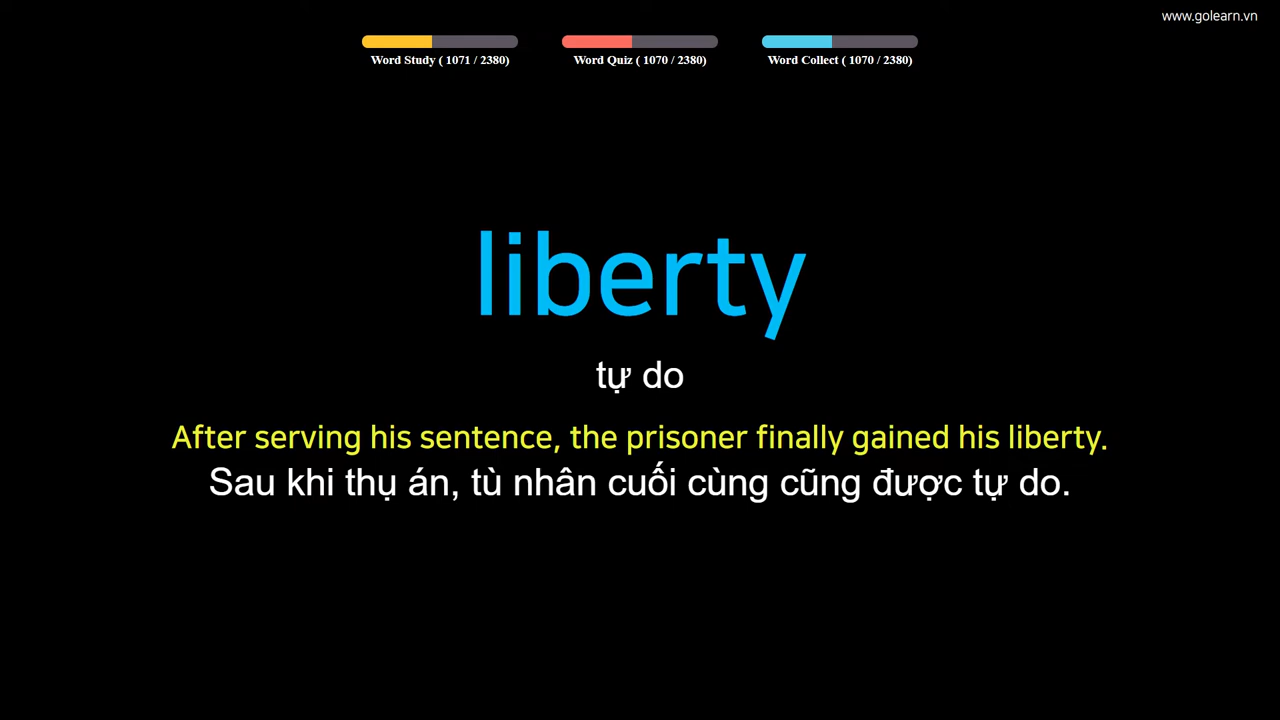 www.golearn.vn
Word Study ( 1071 / 2380) Word Quiz ( 1070 / 2380) Word Collect ( 1070 / 2380)
liberty
tự do
After serving his sentence, the prisoner finally gained his liberty.
Sau khi thụ án, tù nhân cuối cùng cũng được tự do.